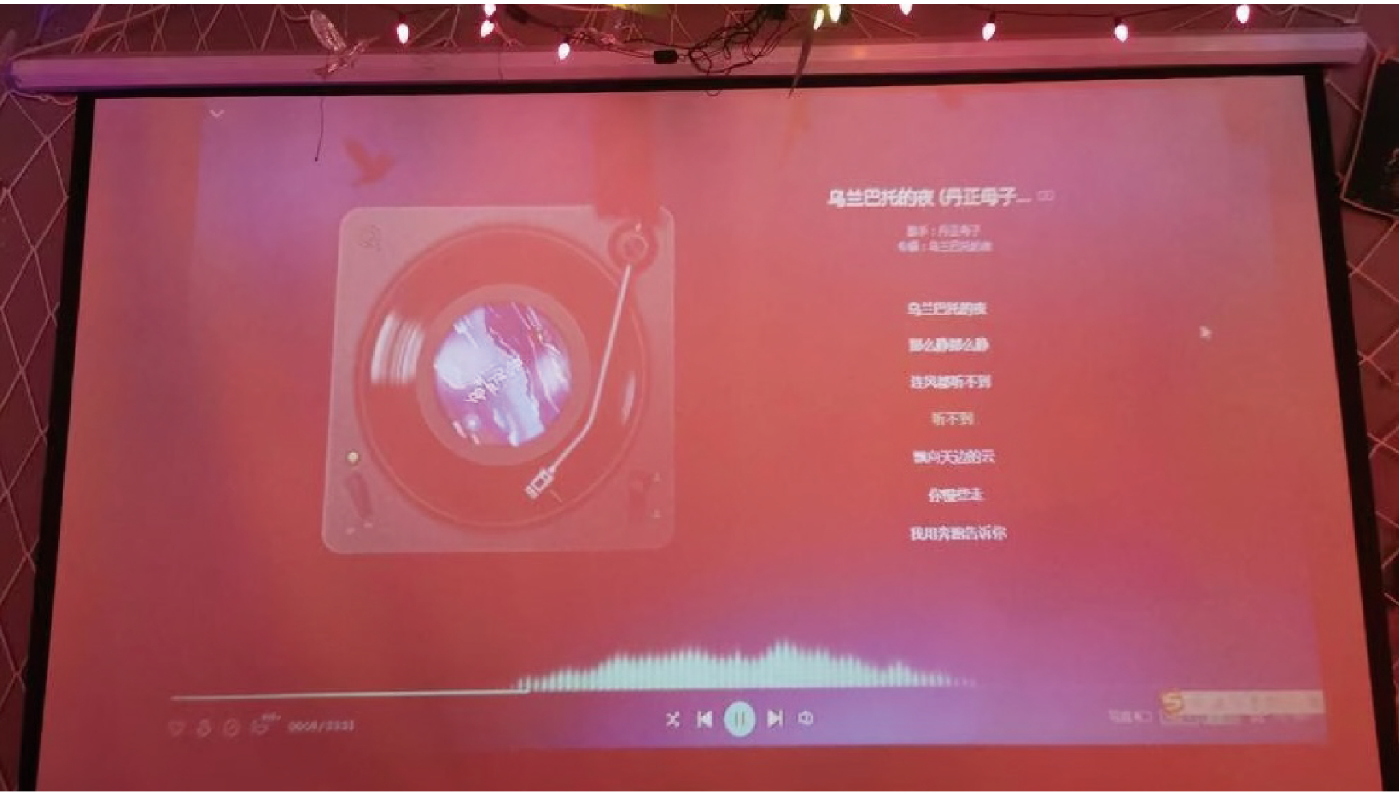 乌兰巴托的夜 (丹正母子...
歌手：丹正母子
专辑：乌兰巴托的夜
乌兰巴托的夜
那么静那么静
连风都听不到
听不到
飘向天边的云
你慢些走
我用奔跑告诉你